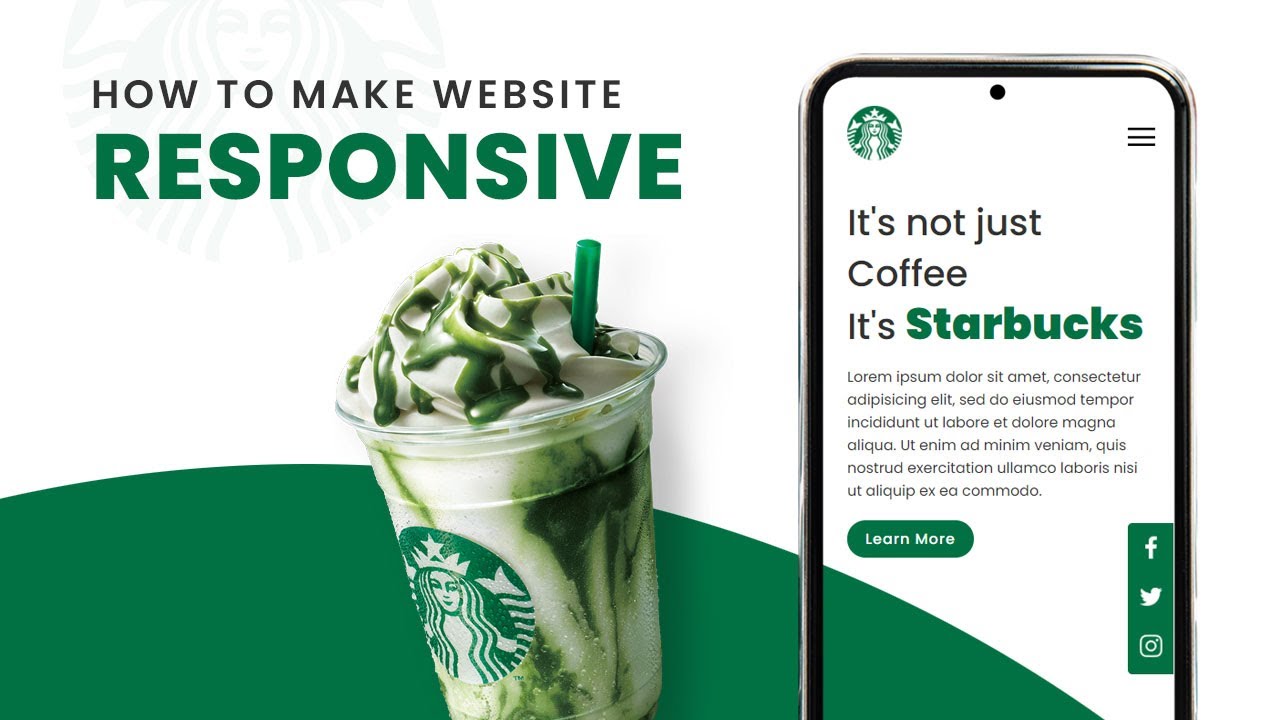 HOW TO MAKE WEBSITE
RESPONSIVE
It's not just
Coffee
It's Starbucks
Lorem ipsum dolor sit amet, consectetur
adipisicing elit, sed do eiusmod tempor
incididunt ut labore et dolore magna
aliqua. Ut enim ad minim veniam, quis
nostrud exercitation ullamco laboris nisi
ut aliquip ex ea commodo.
Learn More
TM